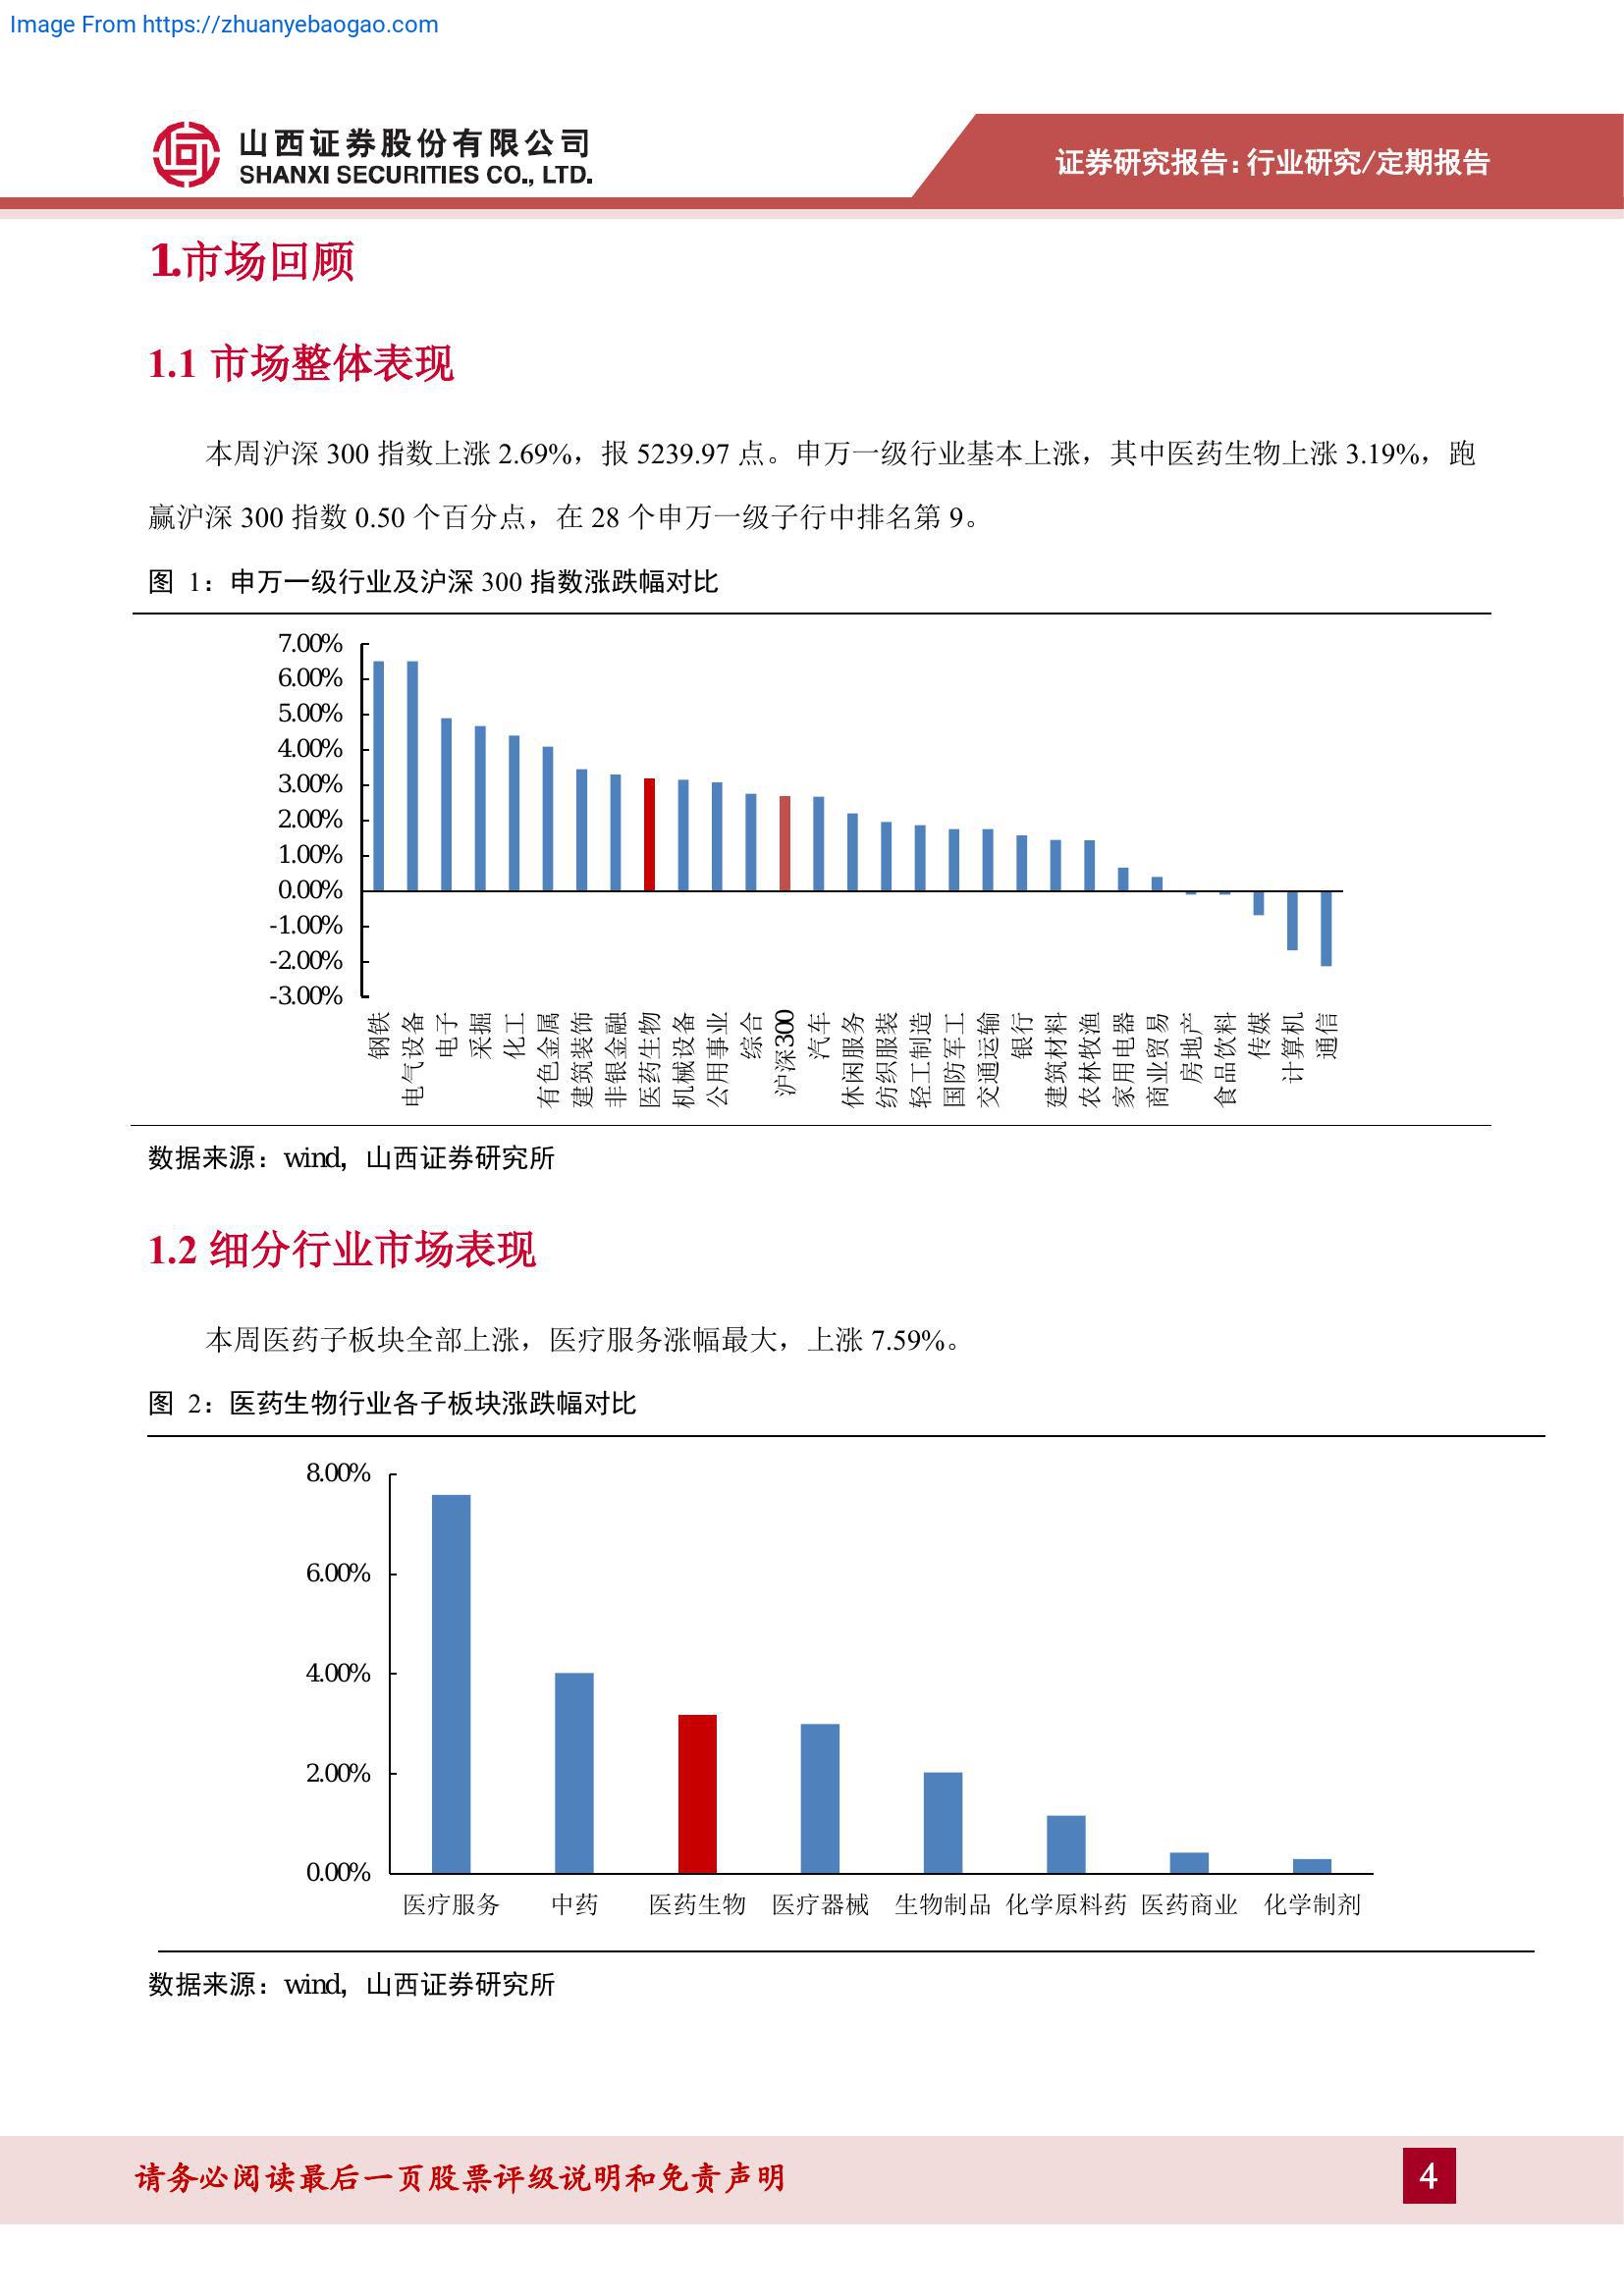 Image From https://zhuanyebaogao.com
山西证券股份有限公司
SHANXI SECURITIES CO., LTD.
证券研究报告：行业研究/定期报告
1.市场回顾
1.1 市场整体表现
本周沪深 300 指数上涨 2.69%，报 5239.97 点。申万一级行业基本上涨，其中医药生物上涨 3.19%，跑
赢沪深 300 指数 0.50 个百分点，在 28 个申万一级子行中排名第 9。
图 1：申万一级行业及沪深 300 指数涨跌幅对比
7.00%
6.00%
5.00%
4.00%
3.00%
2.00%
1.00%
0.00%
-1.00%
-2.00%
-3.00%
钢铁
电气设备
电子
采掘
化工
有色金属
建筑装饰
非银金融
医药生物
机械设备
公用事业
综合
沪深300
汽车
休闲服务
纺织服装
轻工制造
国防军工
交通运输
银行
建筑材料
农林牧渔
家用电器
商业贸易
房地产
食品饮料
传媒
计算机
通信
数据来源：wind，山西证券研究所
1.2 细分行业市场表现
本周医药子板块全部上涨，医疗服务涨幅最大，上涨 7.59%。
图 2：医药生物行业各子板块涨跌幅对比
8.00%
6.00%
4.00%
2.00%
0.00%
医疗服务 中药 医药生物 医疗器械 生物制品 化学原料药 医药商业 化学制剂
数据来源：wind，山西证券研究所
请务必阅读最后一页股票评级说明和免责声明
4